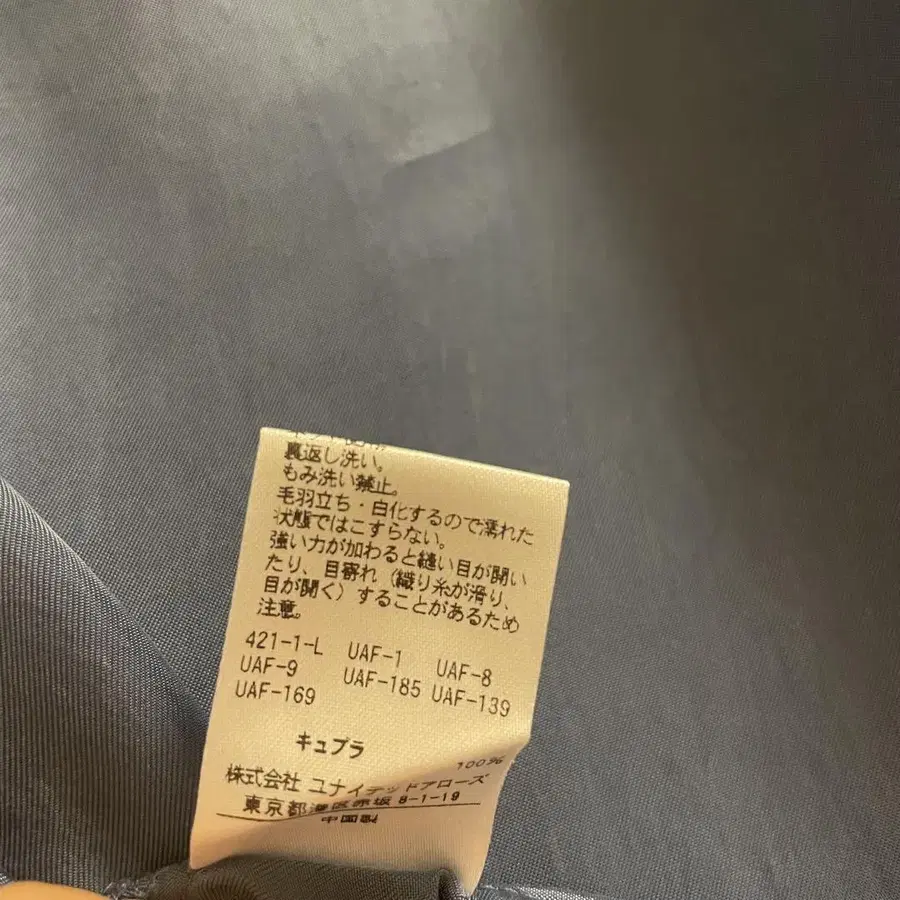 裏返し洗い。
もみ洗い禁止。
毛羽立ち・白化するので濡れた
状態ではこすらない。
強い力が加わると縫い目が開い
たり、目寄れ（織り糸が滑り、
目が開く）することがあるため
注意。
421-1-L UAF-1 UAF-8
UAF-9 UAF-185 UAF-139
UAF-169
キュプラ
100%
株式会社 ユナイテッドアローズ
東京都港区赤坂 8-1-19
中国製